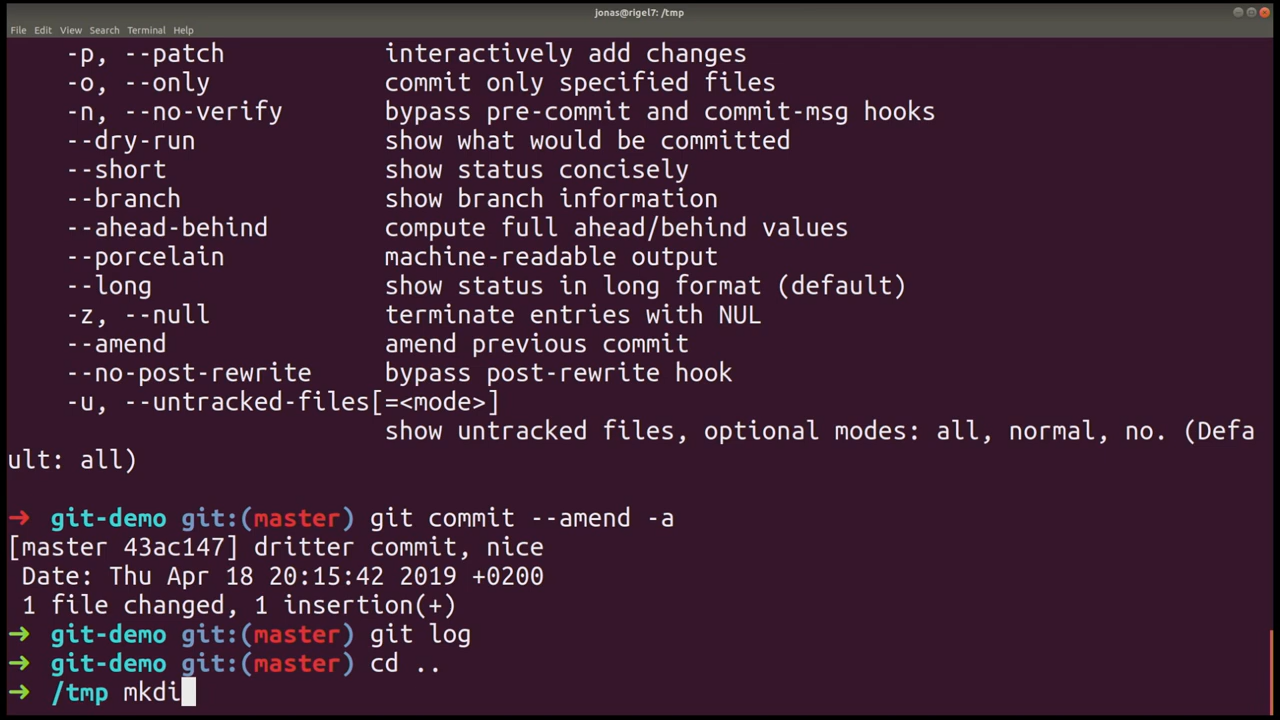 jonas@rigel7: /tmp
File Edit View Search Terminal Help
-p, --patch interactively add changes
-o, --only commit only specified files
-n, --no-verify bypass pre-commit and commit-msg hooks
--dry-run show what would be committed
--short show status concisely
--branch show branch information
--ahead-behind compute full ahead/behind values
--porcelain machine-readable output
--long show status in long format (default)
-z, --null terminate entries with NUL
--amend amend previous commit
--no-post-rewrite bypass post-rewrite hook
-u, --untracked-files[=<mode>]
show untracked files, optional modes: all, normal, no. (Defa
ult: all)
➜ git-demo git:(master) git commit --amend -a
[master 43ac147] dritter commit, nice
Date: Thu Apr 18 20:15:42 2019 +0200
1 file changed, 1 insertion(+)
➜ git-demo git:(master) git log
➜ git-demo git:(master) cd ..
➜ /tmp mkdi